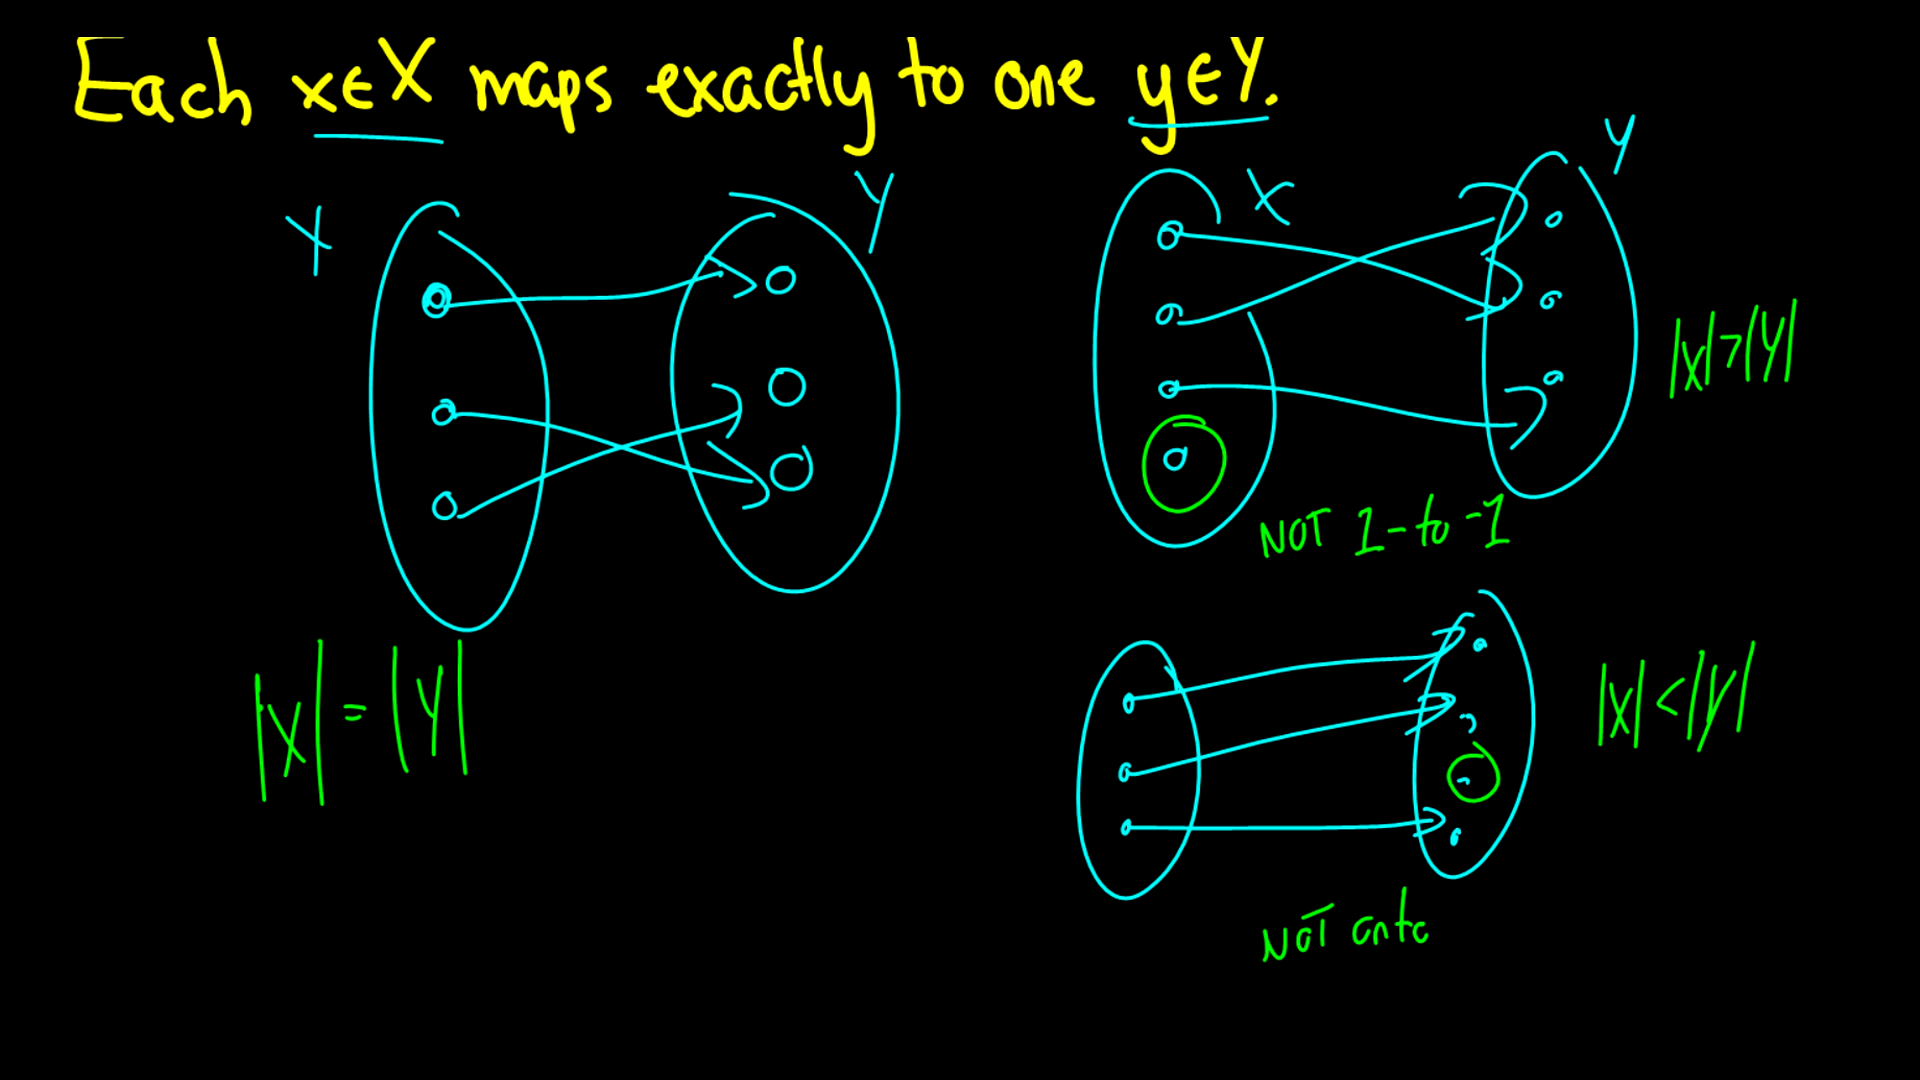 Each x∈X maps exactly to one y∈Y.
X
Y
|X| = |Y|
X
Y
|X|>|Y|
NOT 1-to-1
|X|<|Y|
NOT onto